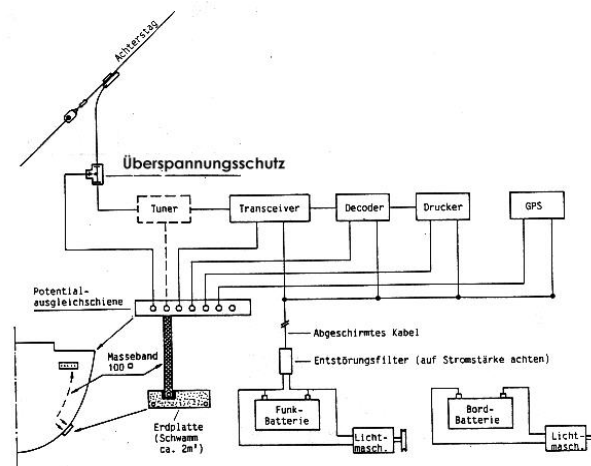 Achterstag
Überspannungsschutz
Tuner
Transceiver
Decoder
Drucker
GPS
Potential-
ausgleichschiene
Abgeschirmtes Kabel
Masseband
100 □
Entstörungsfilter (auf Stromstärke achten)
Erdplatte
(Schwamm
ca. 2m²)
Funk-
Batterie
Licht-
masch.
Bord-
Batterie
Licht-
masch.